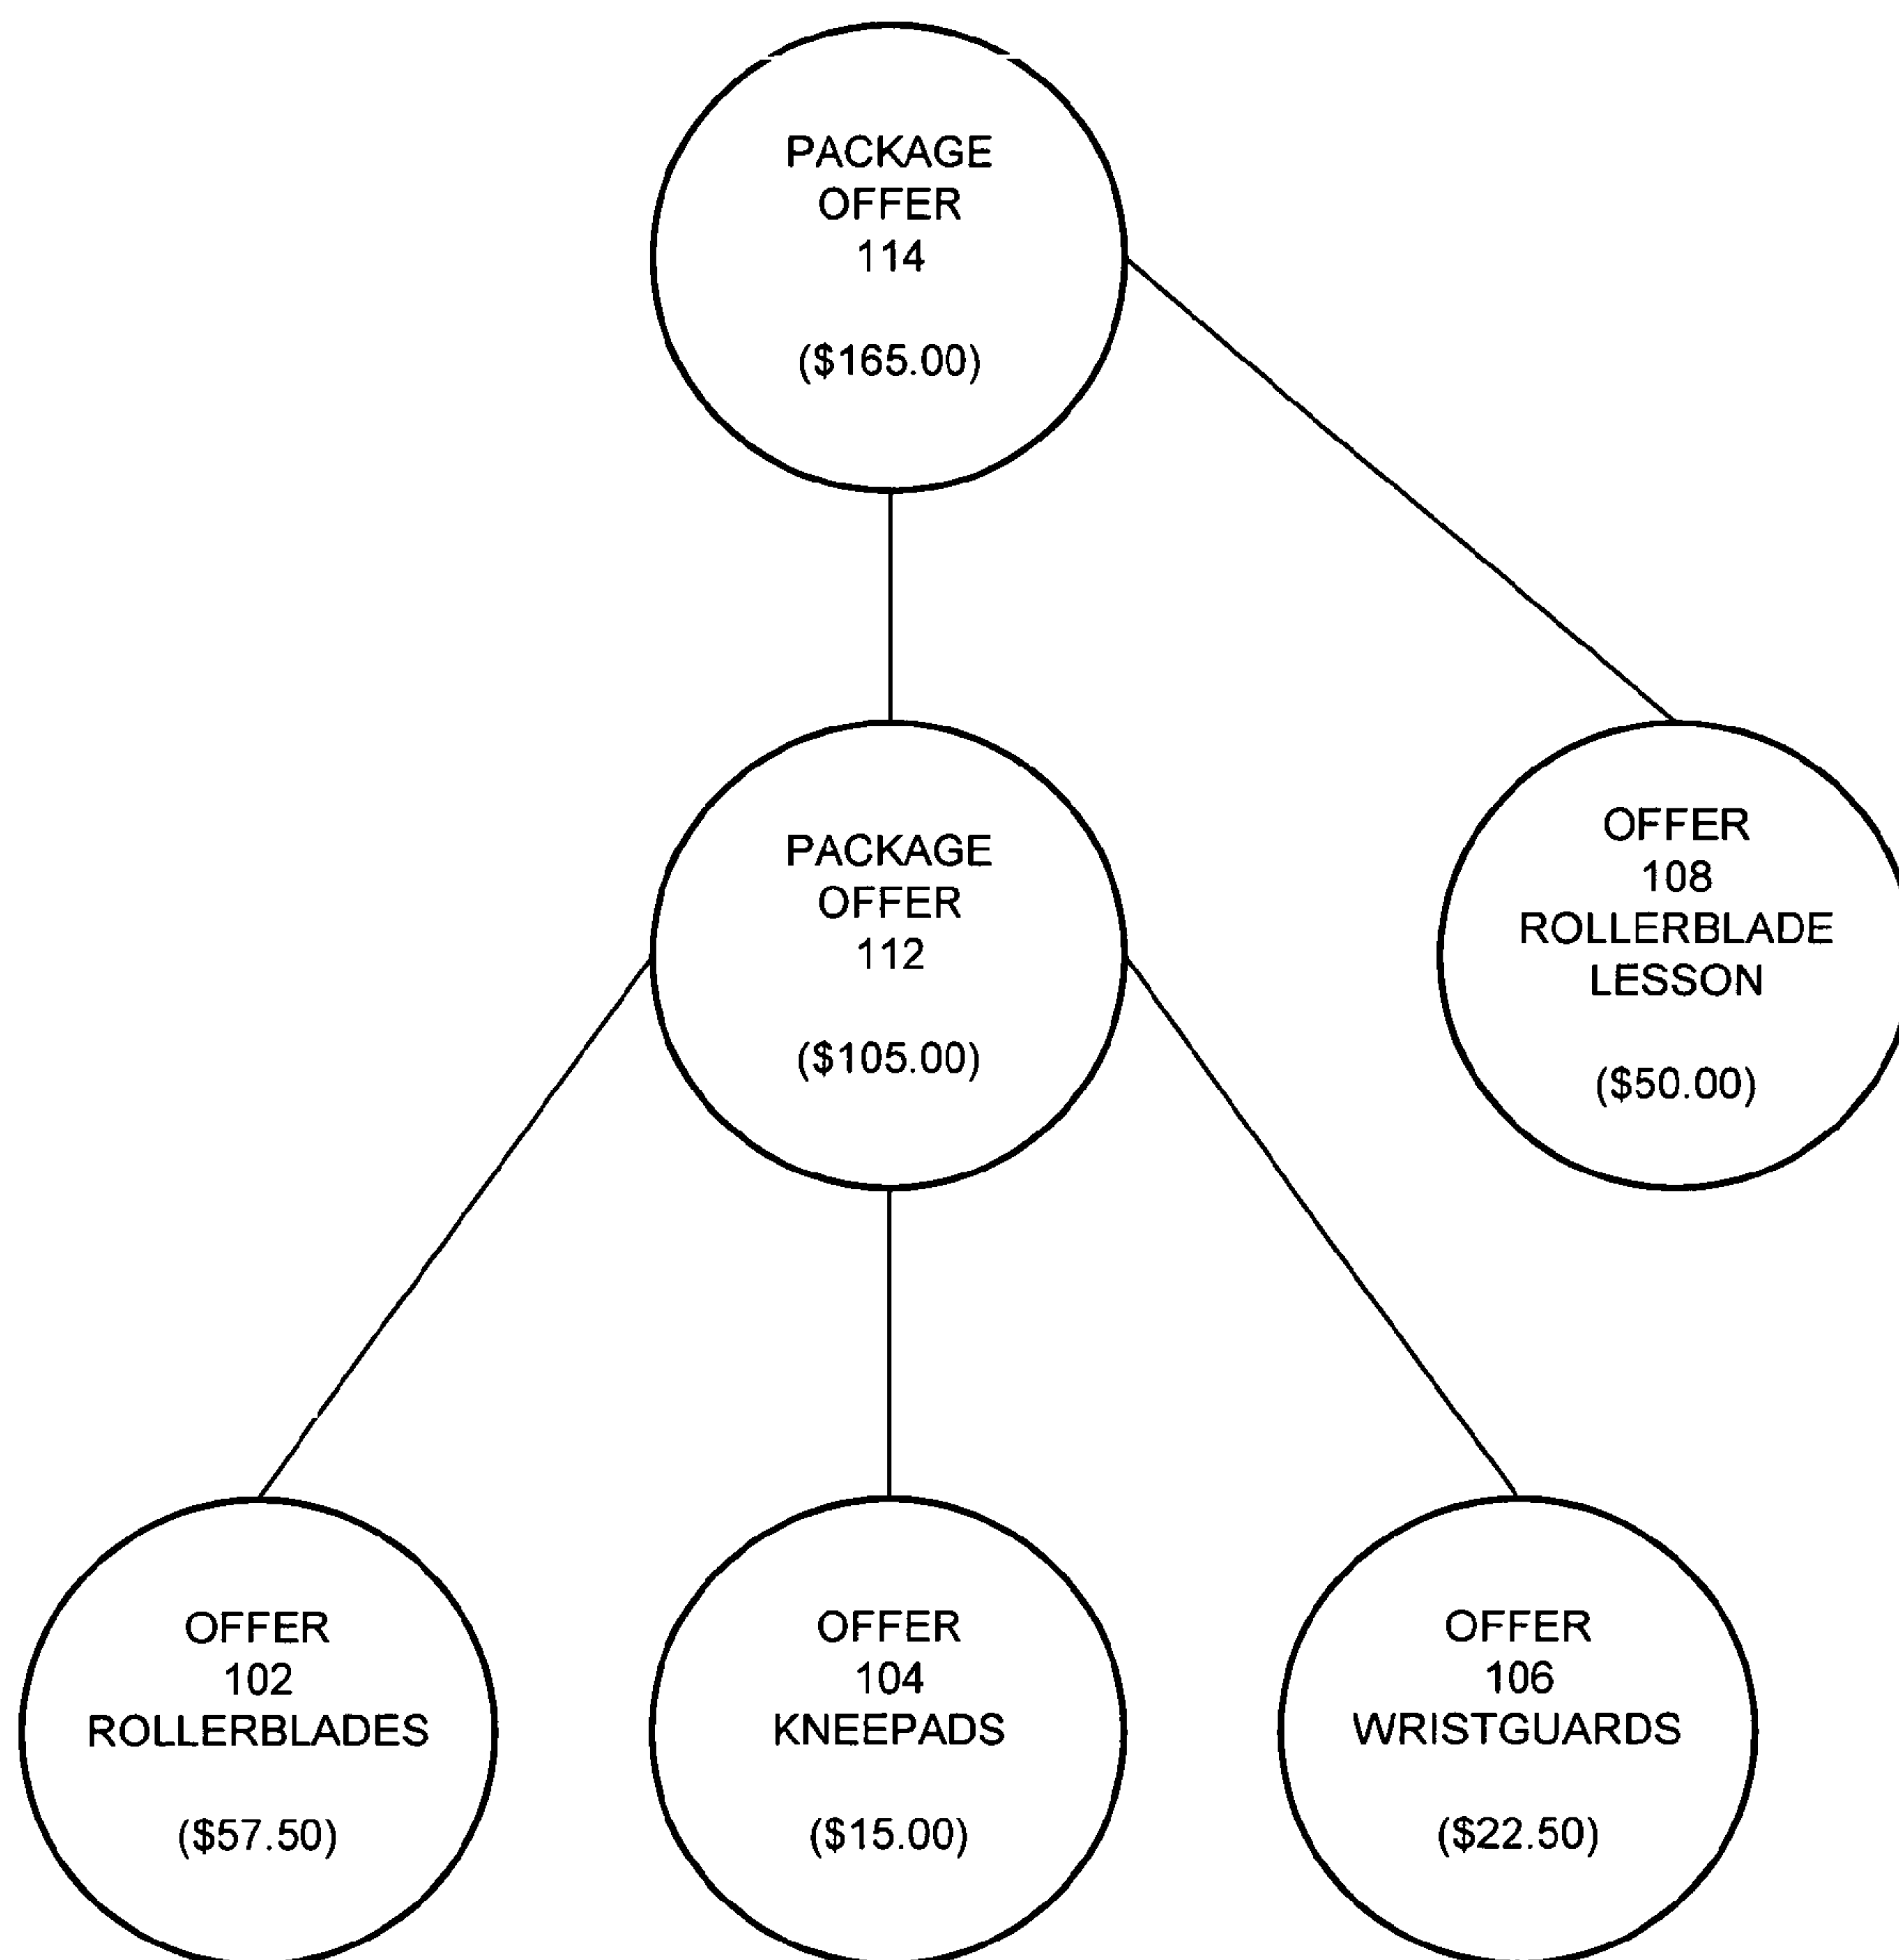 PACKAGE
OFFER
114
($165.00)
PACKAGE
OFFER
112
($105.00)
OFFER
108
ROLLERBLADE
LESSON
($50.00)
OFFER
102
ROLLERBLADES
($57.50)
OFFER
104
KNEEPADS
($15.00)
OFFER
106
WRISTGUARDS
($22.50)